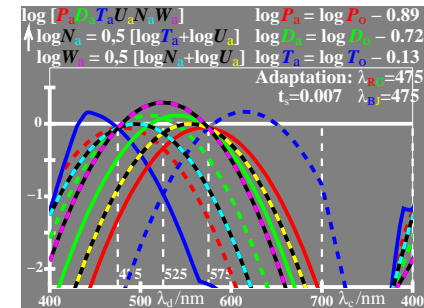 log [PaDaTaUaNaWa] log Pa = log Po − 0.89
log Na = 0,5 [log Ta+log Ua] log Da = log Do − 0.72
log Wa = 0,5 [log Na+log Ua] log Ta = log To − 0.13
Adaptation: λRG=475
ts=0.007 λBJ=475
0
−1
−2
475 525 575
400 500 λd/nm 600 700 λc/nm 400